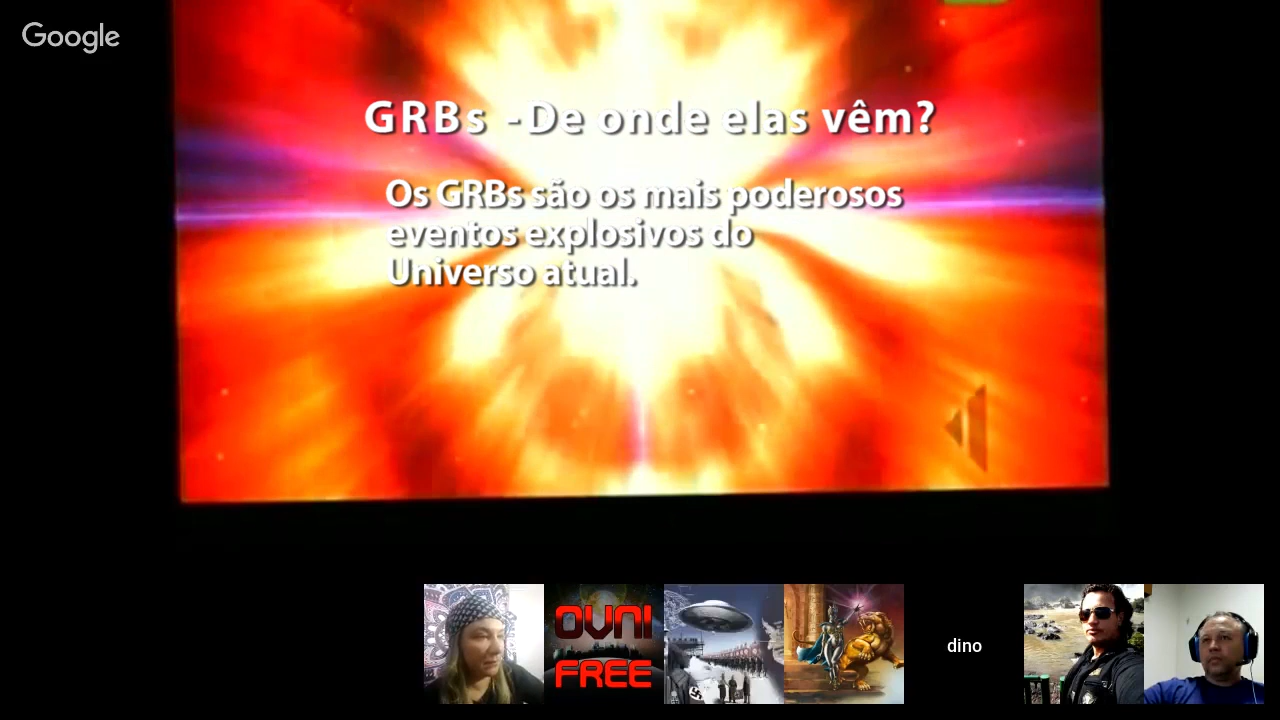 Google
GRBs -De onde elas vêm?
Os GRBs são os mais poderosos
eventos explosivos do
Universo atual.
OVNI
FREE
dino